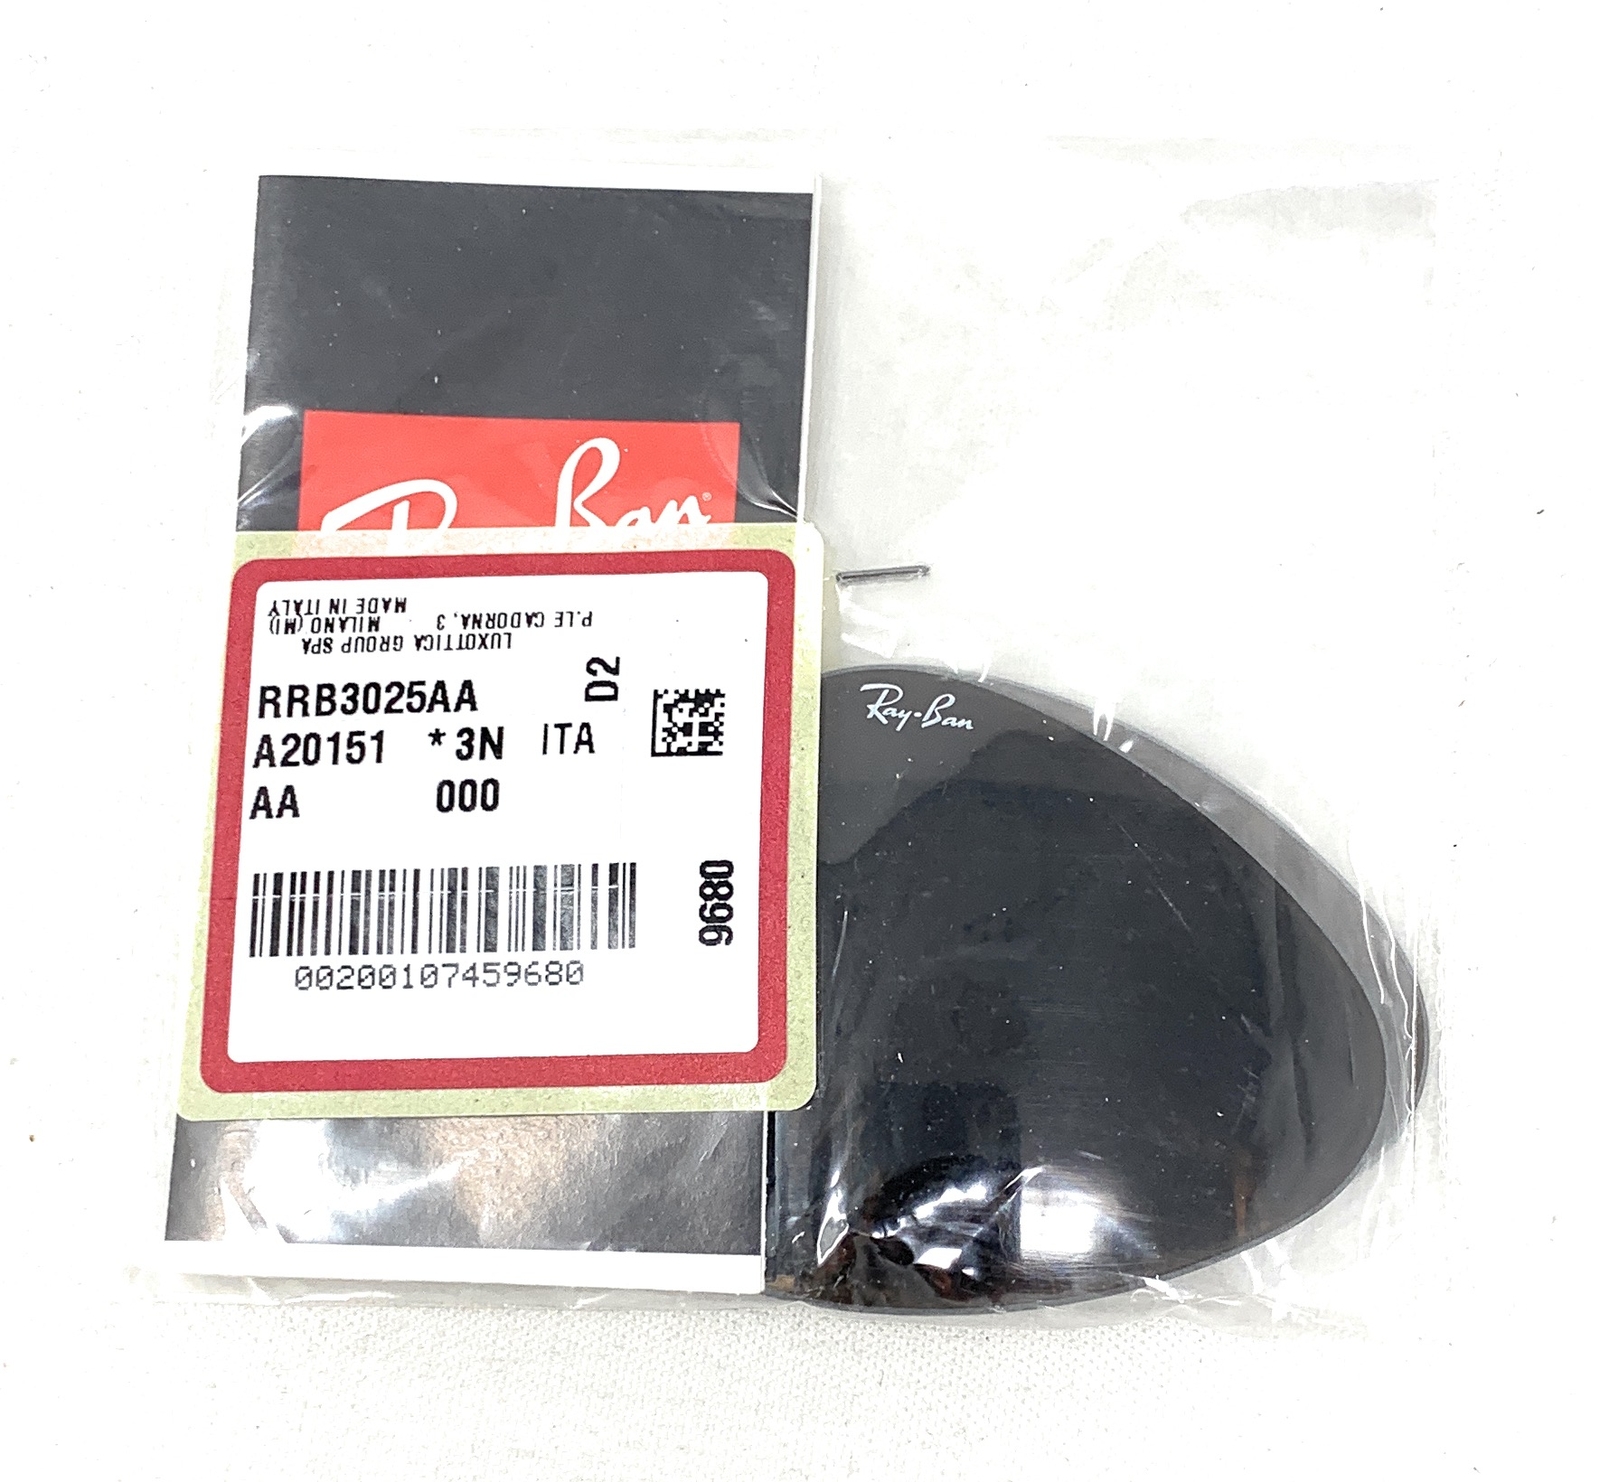 Ray-Ban®
LUXOTTICA GROUP SPA
P.LE CADORNA, 3 MILANO (MI)
MADE IN ITALY
RRB3025AA
D2
A20151 *3N ITA
AA 000
9680
00200107459680
Ray-Ban